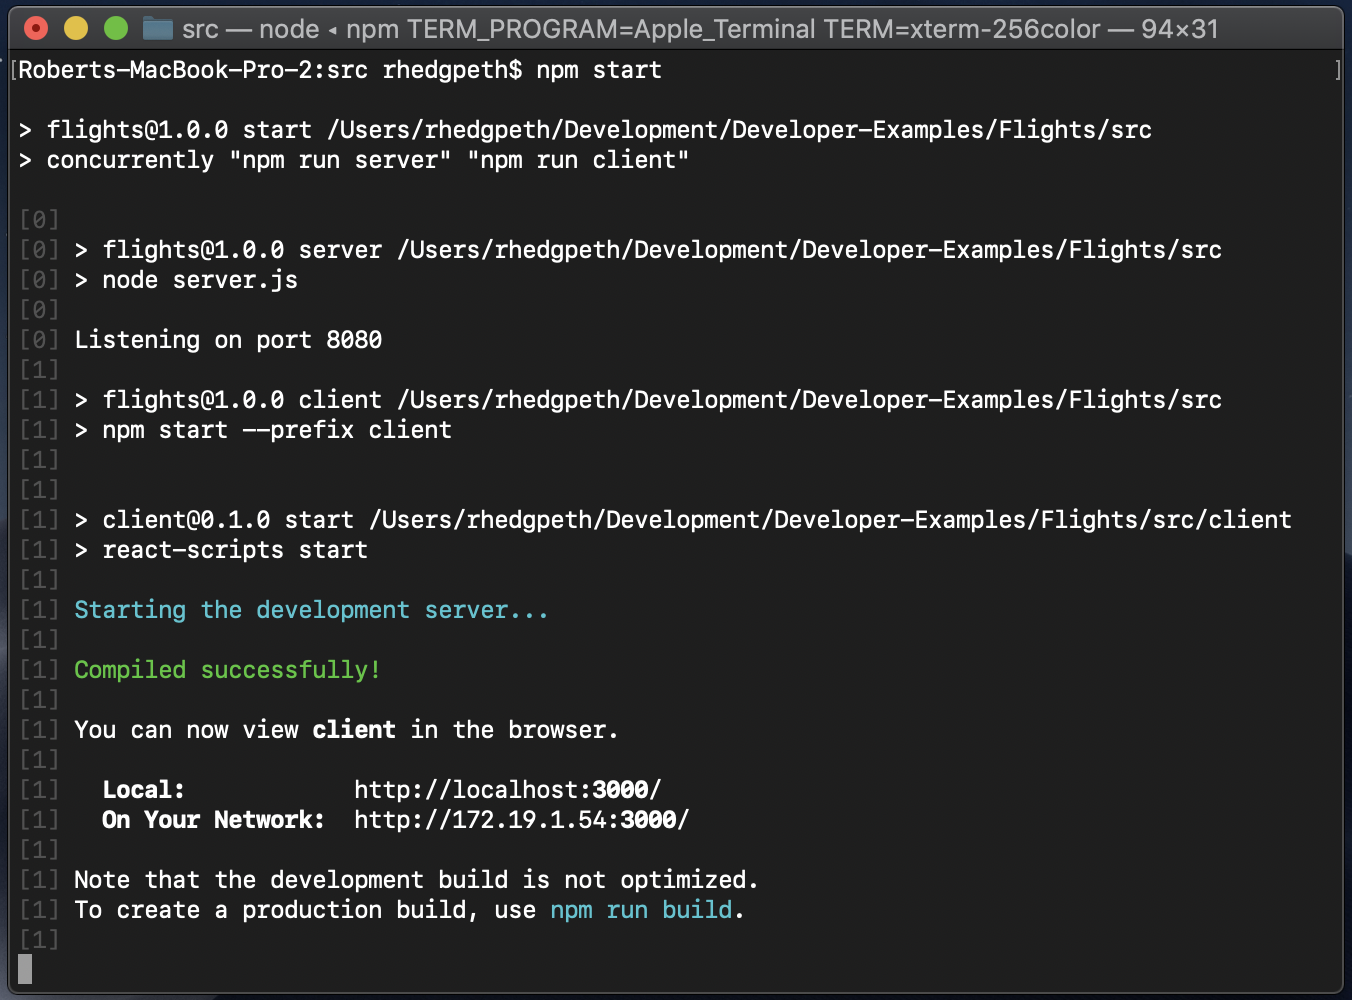 src — node ◂ npm TERM_PROGRAM=Apple_Terminal TERM=xterm-256color — 94×31
[Roberts-MacBook-Pro-2:src rhedgpeth$ npm start ]
> flights@1.0.0 start /Users/rhedgpeth/Development/Developer-Examples/Flights/src
> concurrently "npm run server" "npm run client"
[0]
[0] > flights@1.0.0 server /Users/rhedgpeth/Development/Developer-Examples/Flights/src
[0] > node server.js
[0]
[0] Listening on port 8080
[1]
[1] > flights@1.0.0 client /Users/rhedgpeth/Development/Developer-Examples/Flights/src
[1] > npm start --prefix client
[1]
[1]
[1] > client@0.1.0 start /Users/rhedgpeth/Development/Developer-Examples/Flights/src/client
[1] > react-scripts start
[1]
[1] Starting the development server...
[1]
[1] Compiled successfully!
[1]
[1] You can now view client in the browser.
[1]
[1]   Local:            http://localhost:3000/
[1]   On Your Network:  http://172.19.1.54:3000/
[1]
[1] Note that the development build is not optimized.
[1] To create a production build, use npm run build.
[1]